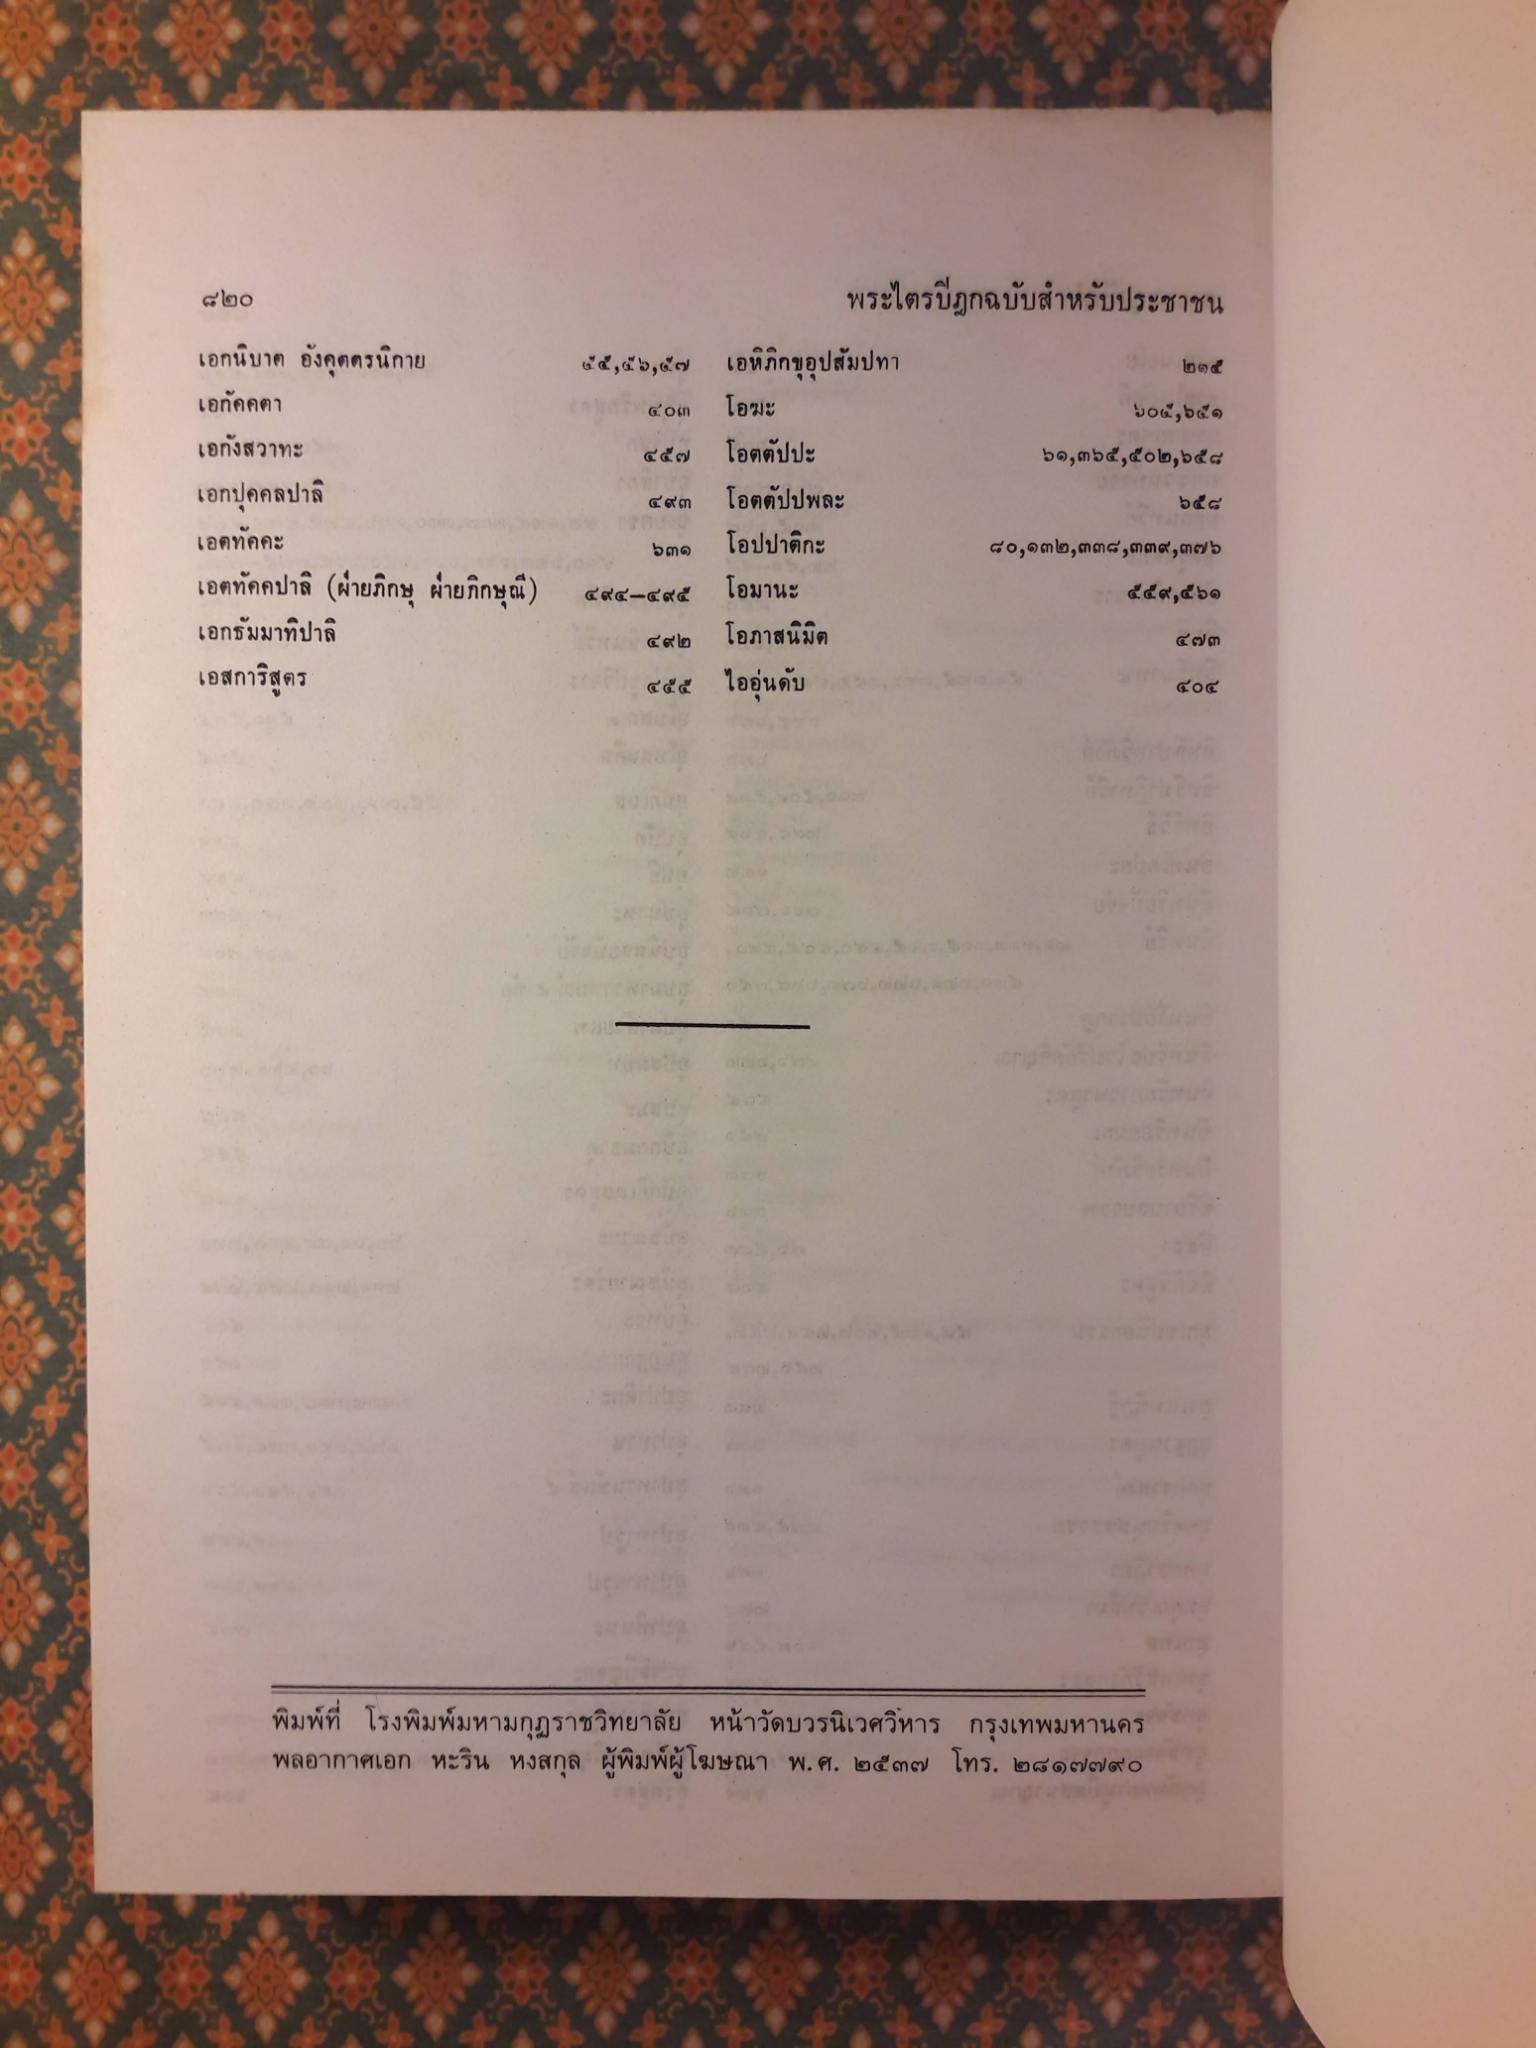 ๘๒๐ พระไตรปิฎกฉบับสำหรับประชาชน
เอกนิบาต อังคุตตรนิกาย ๕๕,๕๖,๕๗
เอกัคคตา ๔๐๓
เอกังสวาทะ ๔๕๗
เอกปุคคลปาลิ ๔๙๓
เอตทัคคะ ๖๓๑
เอตทัคคปาลิ (ฝ่ายภิกษุ ฝ่ายภิกษุณี) ๔๙๔–๔๙๕
เอกธัมมาทิปาลิ ๔๙๒
เอสการิสูตร ๔๕๕
เอหิภิกขุอุปสัมปทา ๒๑๕
โอฆะ ๖๐๕,๖๕๑
โอตตัปปะ ๖๑,๓๖๕,๕๐๒,๖๕๘
โอตตัปปพละ ๖๕๘
โอปปาติกะ ๘๐,๑๓๒,๓๓๘,๓๓๙,๓๗๖
โอมานะ ๕๕๙,๕๖๑
โอภาสนิมิต ๔๗๓
ไออุ่นดับ ๔๐๔
พิมพ์ที่ โรงพิมพ์มหามกุฏราชวิทยาลัย หน้าวัดบวรนิเวศวิหาร กรุงเทพมหานคร
พลอากาศเอก หะริน หงสกุล ผู้พิมพ์ผู้โฆษณา พ.ศ. ๒๕๓๗ โทร. ๒๘๑๗๗๙๐